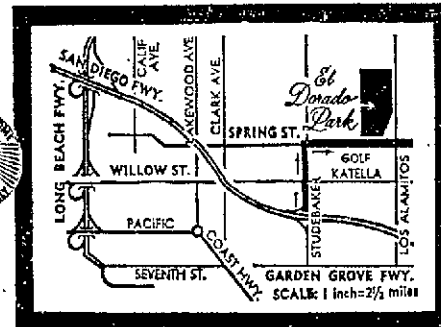 SAN DIEGO FWY.
CALIF. AVE.
LAKEWOOD AVE.
CLARK AVE.
El
Dorado
Park
SPRING ST.
LONG BEACH FWY.
WILLOW ST.
GOLF
KATELLA
STUDEBAKER
LOS ALAMITOS
PACIFIC
COAST HWY.
SEVENTH ST.
GARDEN GROVE FWY.
SCALE: 1 inch=2½ miles